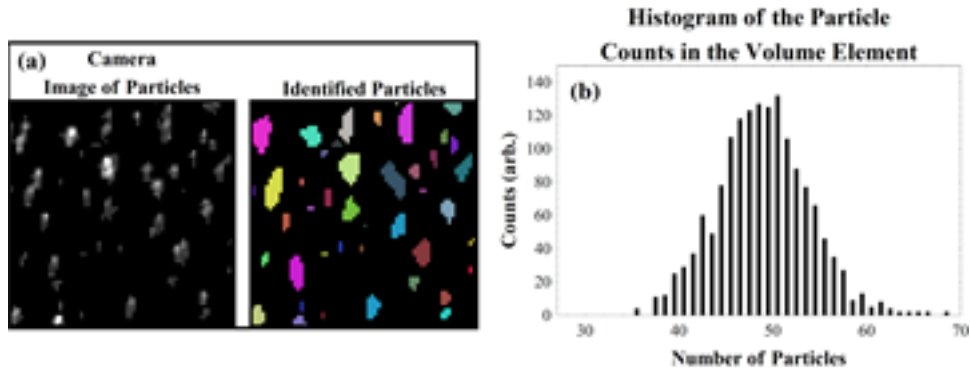 (a)
Camera
Image of Particles
Identified Particles
Histogram of the Particle
Counts in the Volume Element
(b)
Counts (arb.)
140
120
100
80
60
40
20
0
30
40
50
60
70
Number of Particles